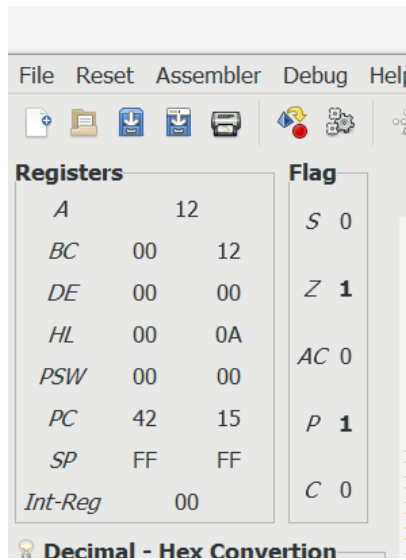 File Reset Assembler Debug Help
Registers
A 12
BC 00 12
DE 00 00
HL 00 0A
PSW 00 00
PC 42 15
SP FF FF
Int-Reg 00
Flag
S 0
Z 1
AC 0
P 1
C 0
Decimal - Hex Convertion